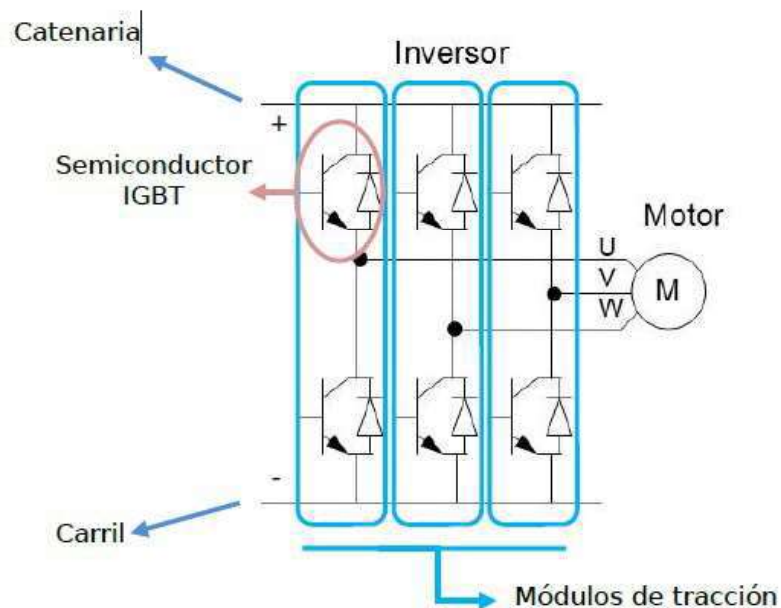 Catenaria
Inversor
+
Semiconductor
IGBT
Motor
U
V
W
M
-
Carril
Módulos de tracción